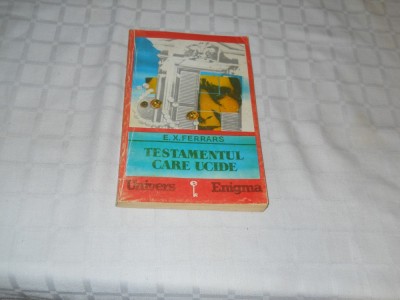 E. X. FERRARS
TESTAMENTUL
CARE UCIDE
Univers Enigma